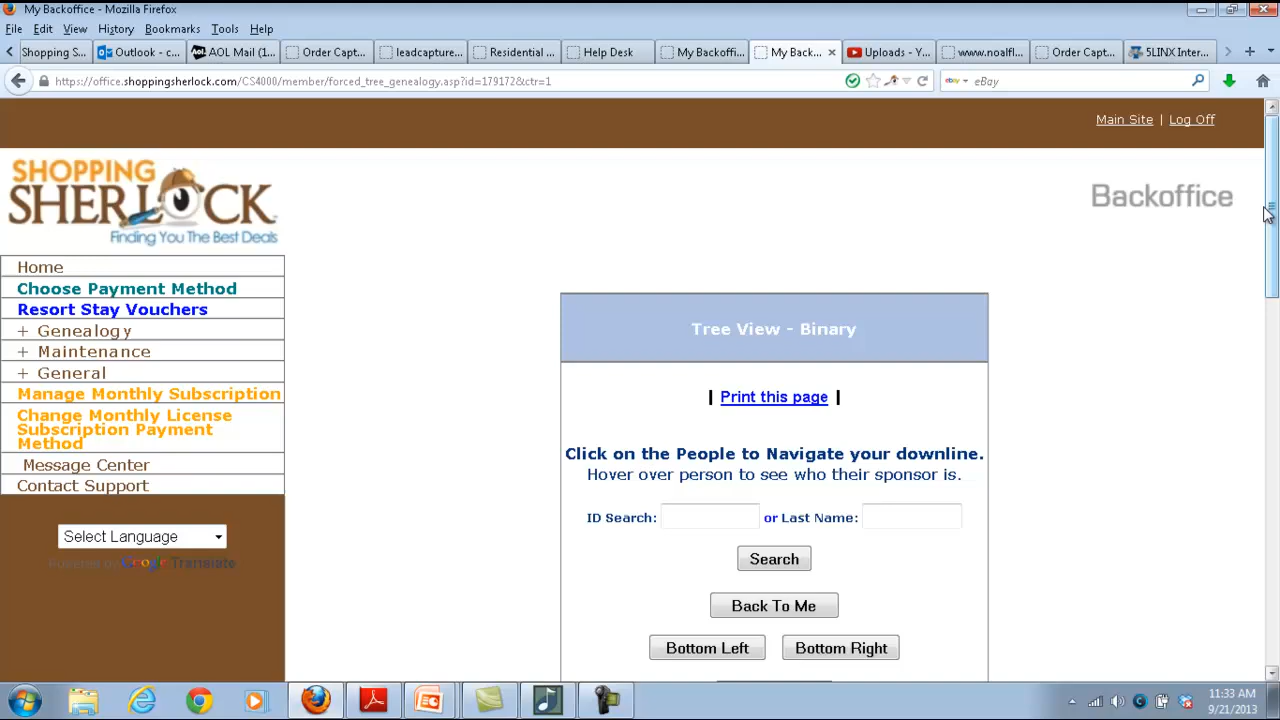 My Backoffice - Mozilla Firefox
File Edit View History Bookmarks Tools Help
Shopping S... Outlook - c... AOL Mail (1... Order Capt... leadcapture... Residential ... Help Desk My Backoffi... My Back... × Uploads - Y... www.noalfl... Order Capt... 5LINX Inter...
https://office.shoppingsherlock.com/CS4000/member/forced_tree_genealogy.asp?id=179172&ctr=1
eBay
Main Site | Log Off
SHOPPING
SHERLOCK
Finding You The Best Deals
Backoffice
Home
Choose Payment Method
Resort Stay Vouchers
+ Genealogy
+ Maintenance
+ General
Manage Monthly Subscription
Change Monthly License
Subscription Payment
Method
Message Center
Contact Support
Select Language
Powered by Google Translate
Tree View - Binary
| Print this page |
Click on the People to Navigate your downline.
Hover over person to see who their sponsor is.
ID Search: or Last Name:
Search
Back To Me
Bottom Left Bottom Right
11:33 AM
9/21/2013